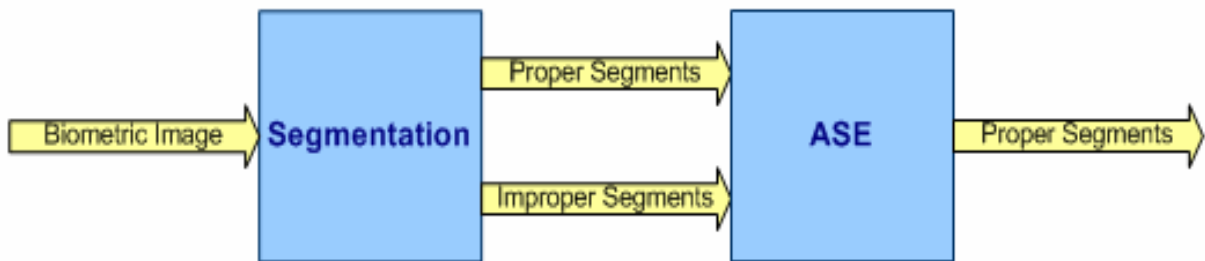 Biometric Image
Segmentation
Proper Segments
Improper Segments
ASE
Proper Segments